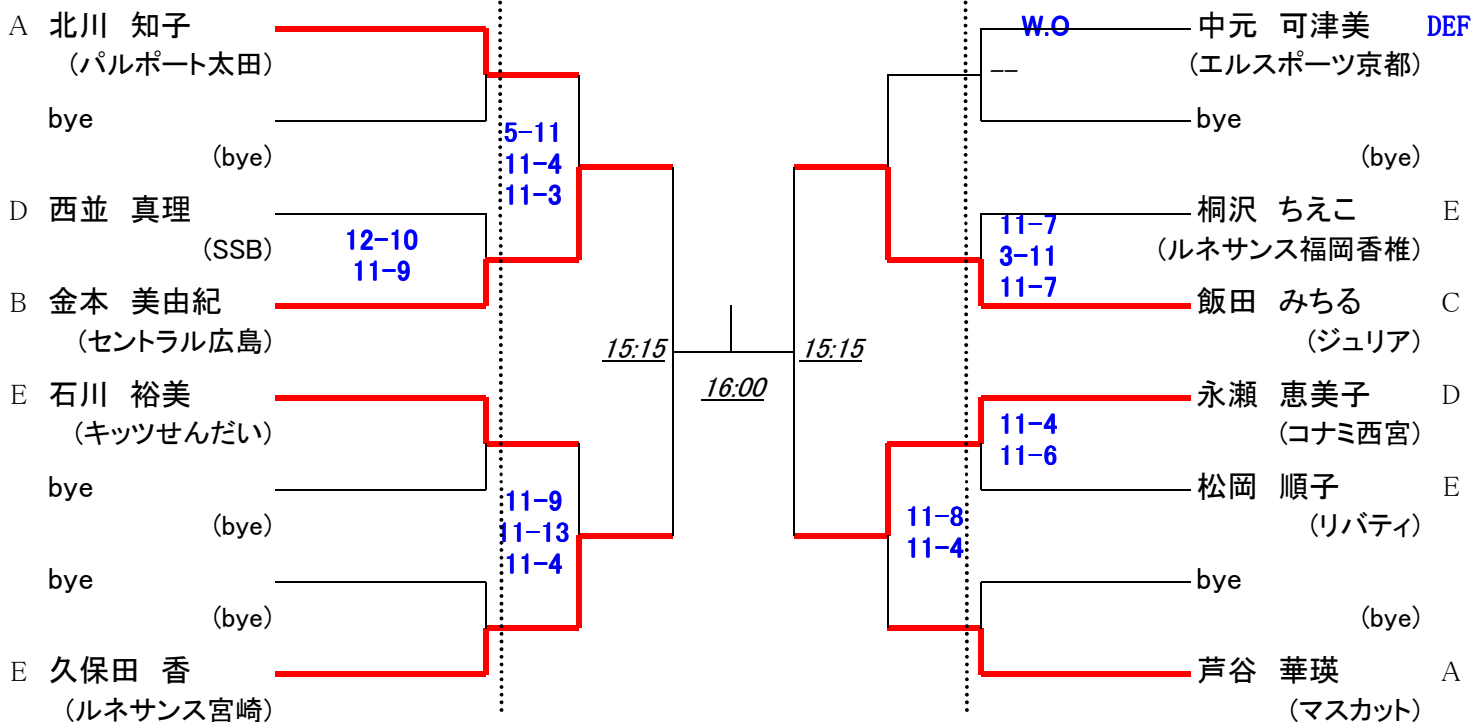 A 北川 知子
(パルポート太田)
bye
(bye)
5-11
11-4
11-3
D 西並 真理
(SSB)
12-10
11-9
B 金本 美由紀
(セントラル広島)
E 石川 裕美
(キッツせんだい)
bye
(bye)
11-9
11-13
11-4
bye
(bye)
E 久保田 香
(ルネサンス宮崎)
15:15
16:00
15:15
W.O
--
中元 可津美 DEF
(エルスポーツ京都)
bye
(bye)
桐沢 ちえこ E
(ルネサンス福岡香椎)
11-7
3-11
11-7
飯田 みちる C
(ジュリア)
永瀬 恵美子 D
(コナミ西宮)
11-4
11-6
松岡 順子 E
(リバティ)
11-8
11-4
bye
(bye)
芦谷 華瑛 A
(マスカット)